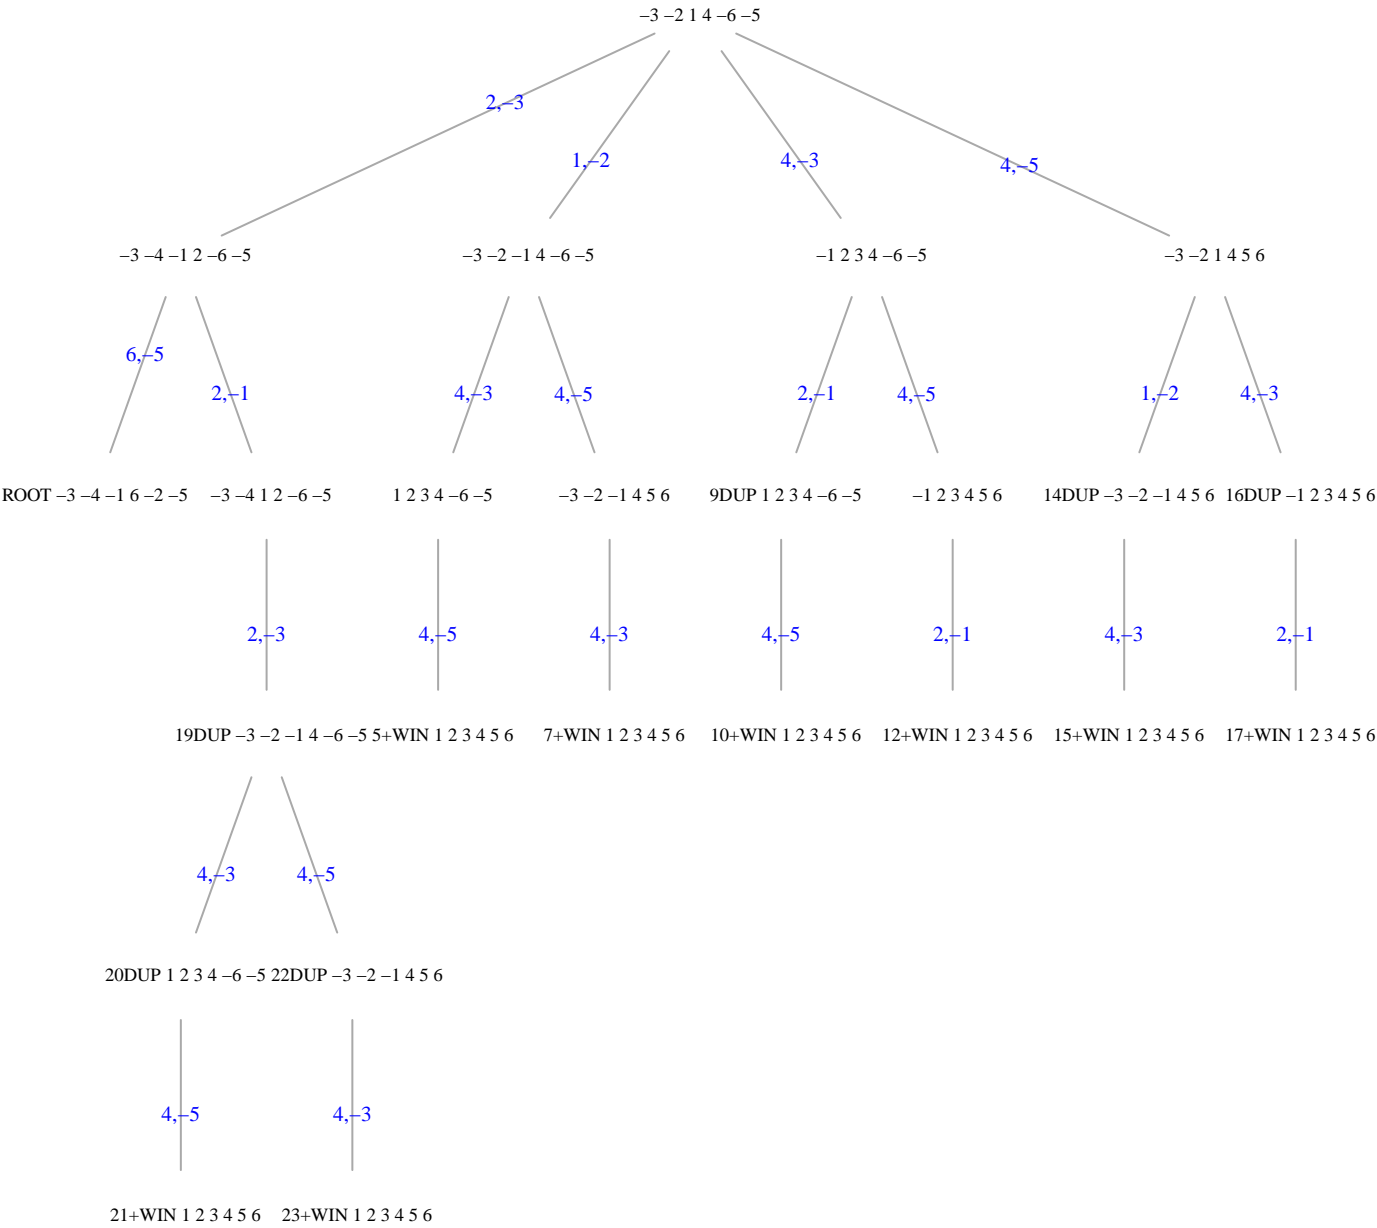 –3 –2 1 4 –6 –5
2,–3
1,–2
4,–3
4,–5
–3 –4 –1 2 –6 –5
–3 –2 –1 4 –6 –5
–1 2 3 4 –6 –5
–3 –2 1 4 5 6
6,–5
2,–1
4,–3
4,–5
2,–1
4,–5
1,–2
4,–3
ROOT –3 –4 –1 6 –2 –5
–3 –4 1 2 –6 –5
1 2 3 4 –6 –5
–3 –2 –1 4 5 6
9DUP 1 2 3 4 –6 –5
–1 2 3 4 5 6
14DUP –3 –2 –1 4 5 6
16DUP –1 2 3 4 5 6
2,–3
4,–5
4,–3
4,–5
2,–1
4,–3
2,–1
19DUP –3 –2 –1 4 –6 –5
5+WIN 1 2 3 4 5 6
7+WIN 1 2 3 4 5 6
10+WIN 1 2 3 4 5 6
12+WIN 1 2 3 4 5 6
15+WIN 1 2 3 4 5 6
17+WIN 1 2 3 4 5 6
4,–3
4,–5
20DUP 1 2 3 4 –6 –5
22DUP –3 –2 –1 4 5 6
4,–5
4,–3
21+WIN 1 2 3 4 5 6
23+WIN 1 2 3 4 5 6